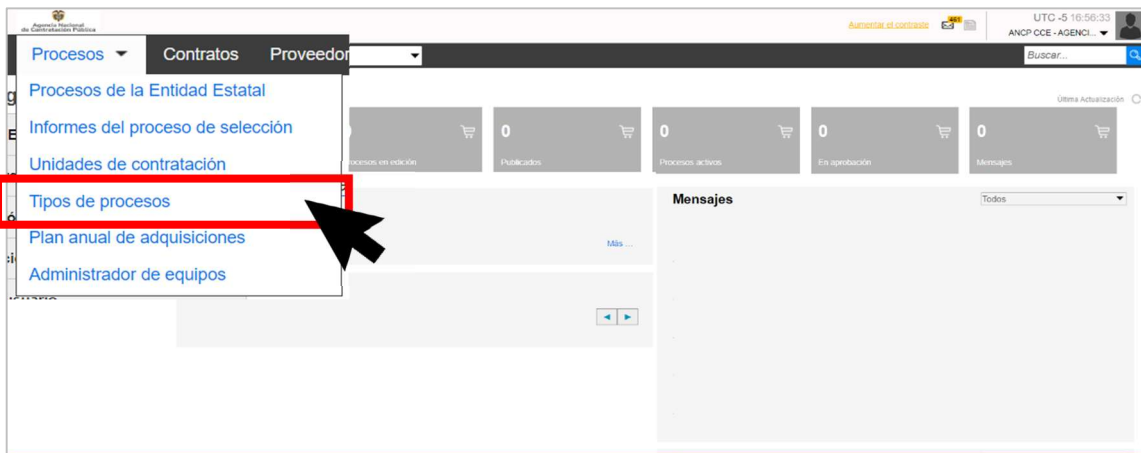 Agencia Nacional
de Contratación Pública
Aumentar el contraste
461
UTC -5 16:56:33
ANCP CCE - AGENCI...
Procesos
Contratos
Proveedor
Buscar...
Última Actualización
Procesos de la Entidad Estatal
Informes del proceso de selección
Unidades de contratación
Tipos de procesos
Plan anual de adquisiciones
Administrador de equipos
en edición
0
Publicados
0
Procesos activos
0
En aprobación
0
Mensajes
Más ...
Mensajes
Todos